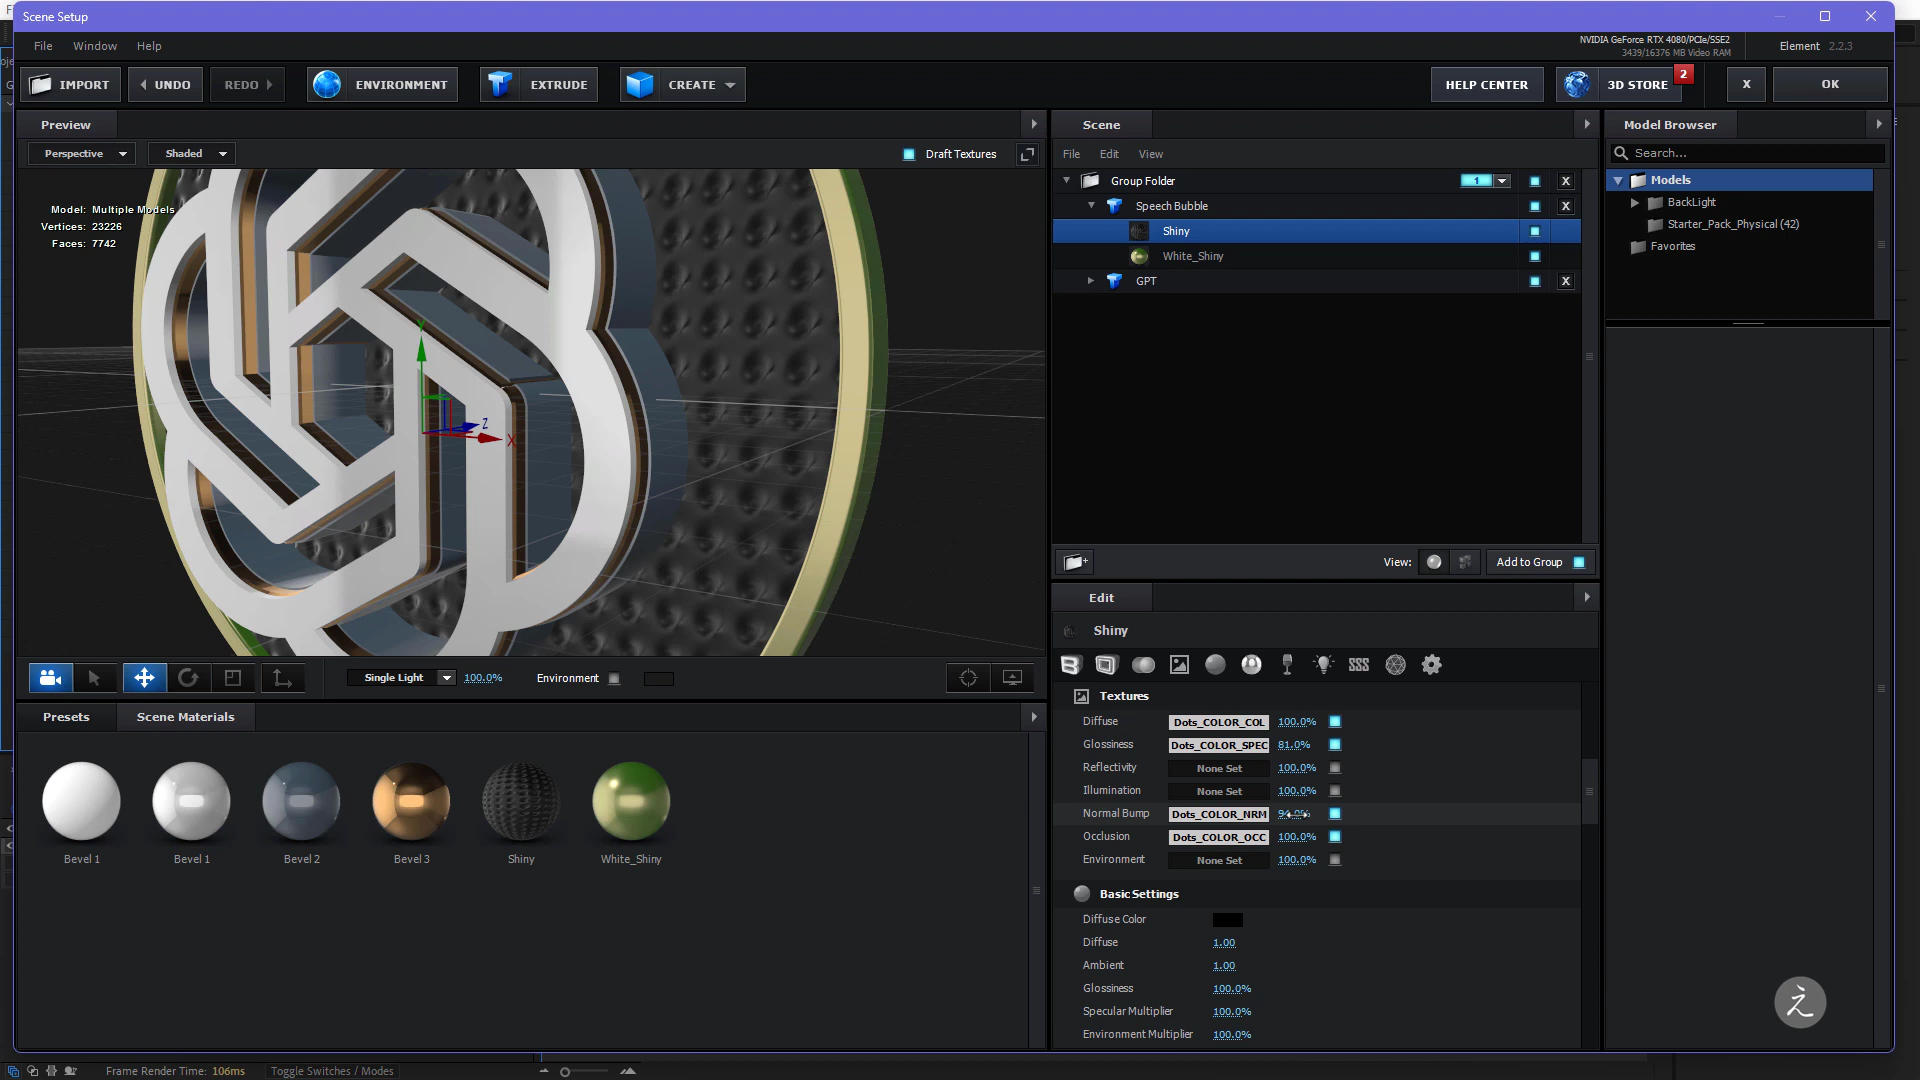 Scene Setup
File Window Help
NVIDIA GeForce RTX 4080/PCIe/SSE2
3439/16376 MB Video RAM
Element 2.2.3
IMPORT UNDO REDO ENVIRONMENT EXTRUDE CREATE HELP CENTER 3D STORE 2 X OK
Preview
Perspective Shaded Draft Textures
Model: Multiple Models
Vertices: 23226
Faces: 7742
Y
Z
X
Single Light 100.0% Environment
Presets Scene Materials
Bevel 1 Bevel 1 Bevel 2 Bevel 3 Shiny White_Shiny
Scene
File Edit View
Group Folder 1 X
Speech Bubble X
Shiny
White_Shiny
GPT X
View: Add to Group
Edit
Shiny
Textures
Diffuse Dots_COLOR_COL 100.0%
Glossiness Dots_COLOR_SPEC 81.0%
Reflectivity None Set 100.0%
Illumination None Set 100.0%
Normal Bump Dots_COLOR_NRM
Occlusion Dots_COLOR_OCC 100.0%
Environment None Set 100.0%
Basic Settings
Diffuse Color
Diffuse 1.00
Ambient 1.00
Glossiness 100.0%
Specular Multiplier 100.0%
Environment Multiplier 100.0%
Model Browser
Search...
Models
BackLight
Starter_Pack_Physical (42)
Favorites
之
Frame Render Time: 106ms Toggle Switches / Modes